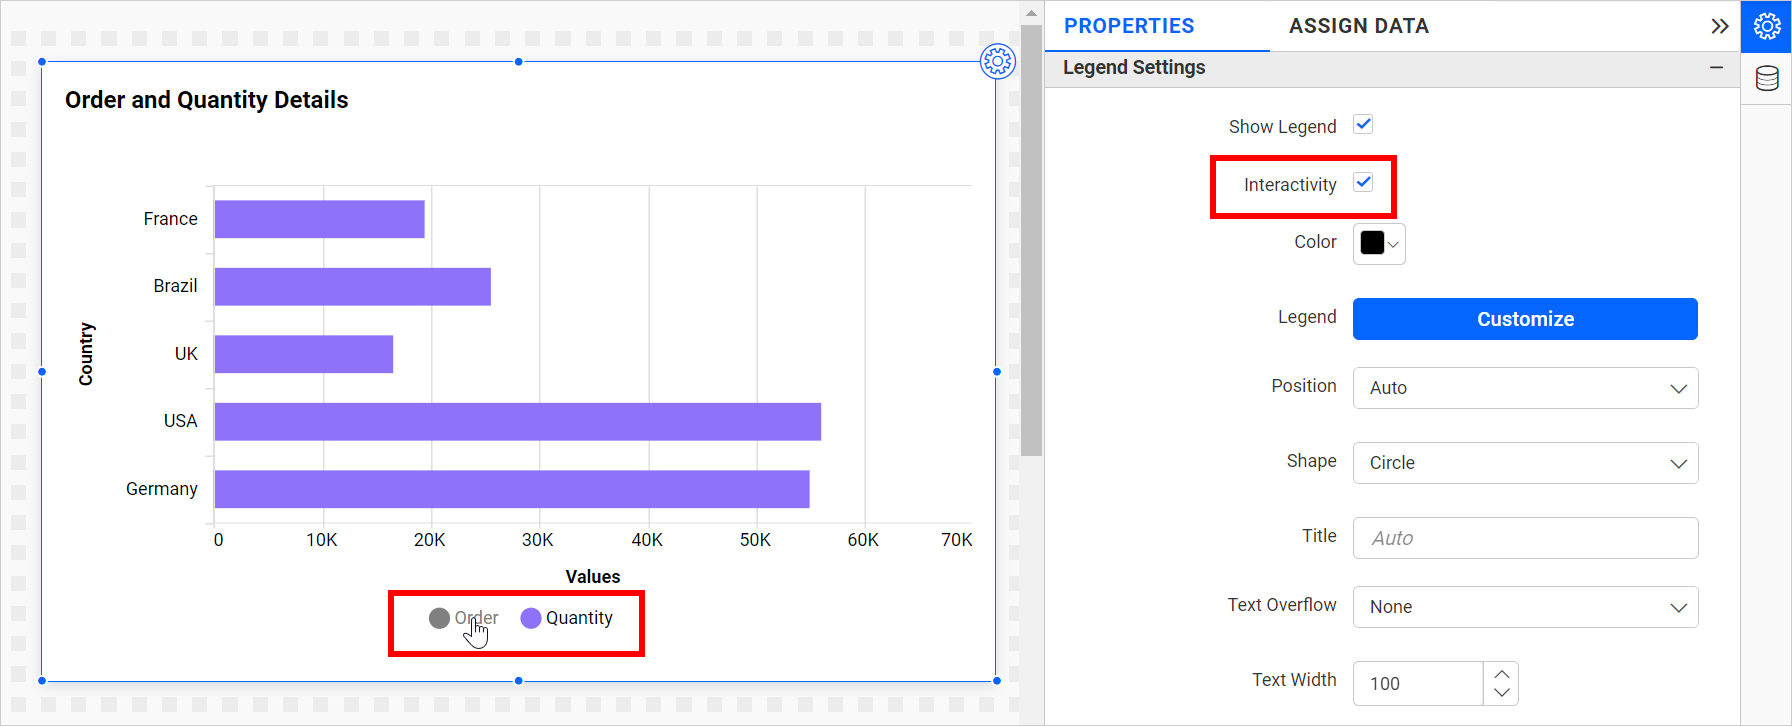 Order and Quantity Details
Country
France
Brazil
UK
USA
Germany
0 10K 20K 30K 40K 50K 60K 70K
Values
Order Quantity
PROPERTIES ASSIGN DATA
Legend Settings
Show Legend
Interactivity
Color
Legend Customize
Position Auto
Shape Circle
Title Auto
Text Overflow None
Text Width 100